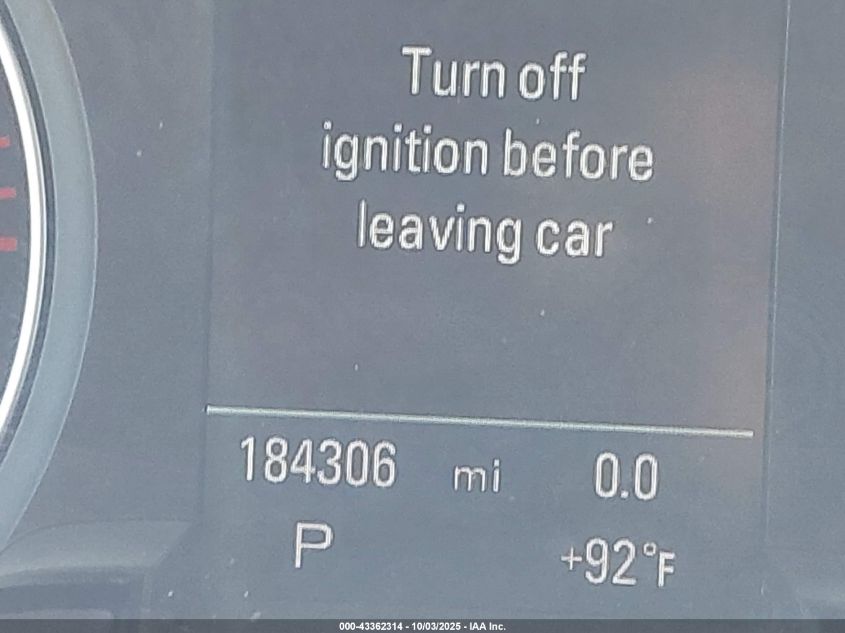 Turn off
ignition before
leaving car
184306 mi 0.0
P +92°F
000-43362314 - 10/03/2025 - IAA Inc.